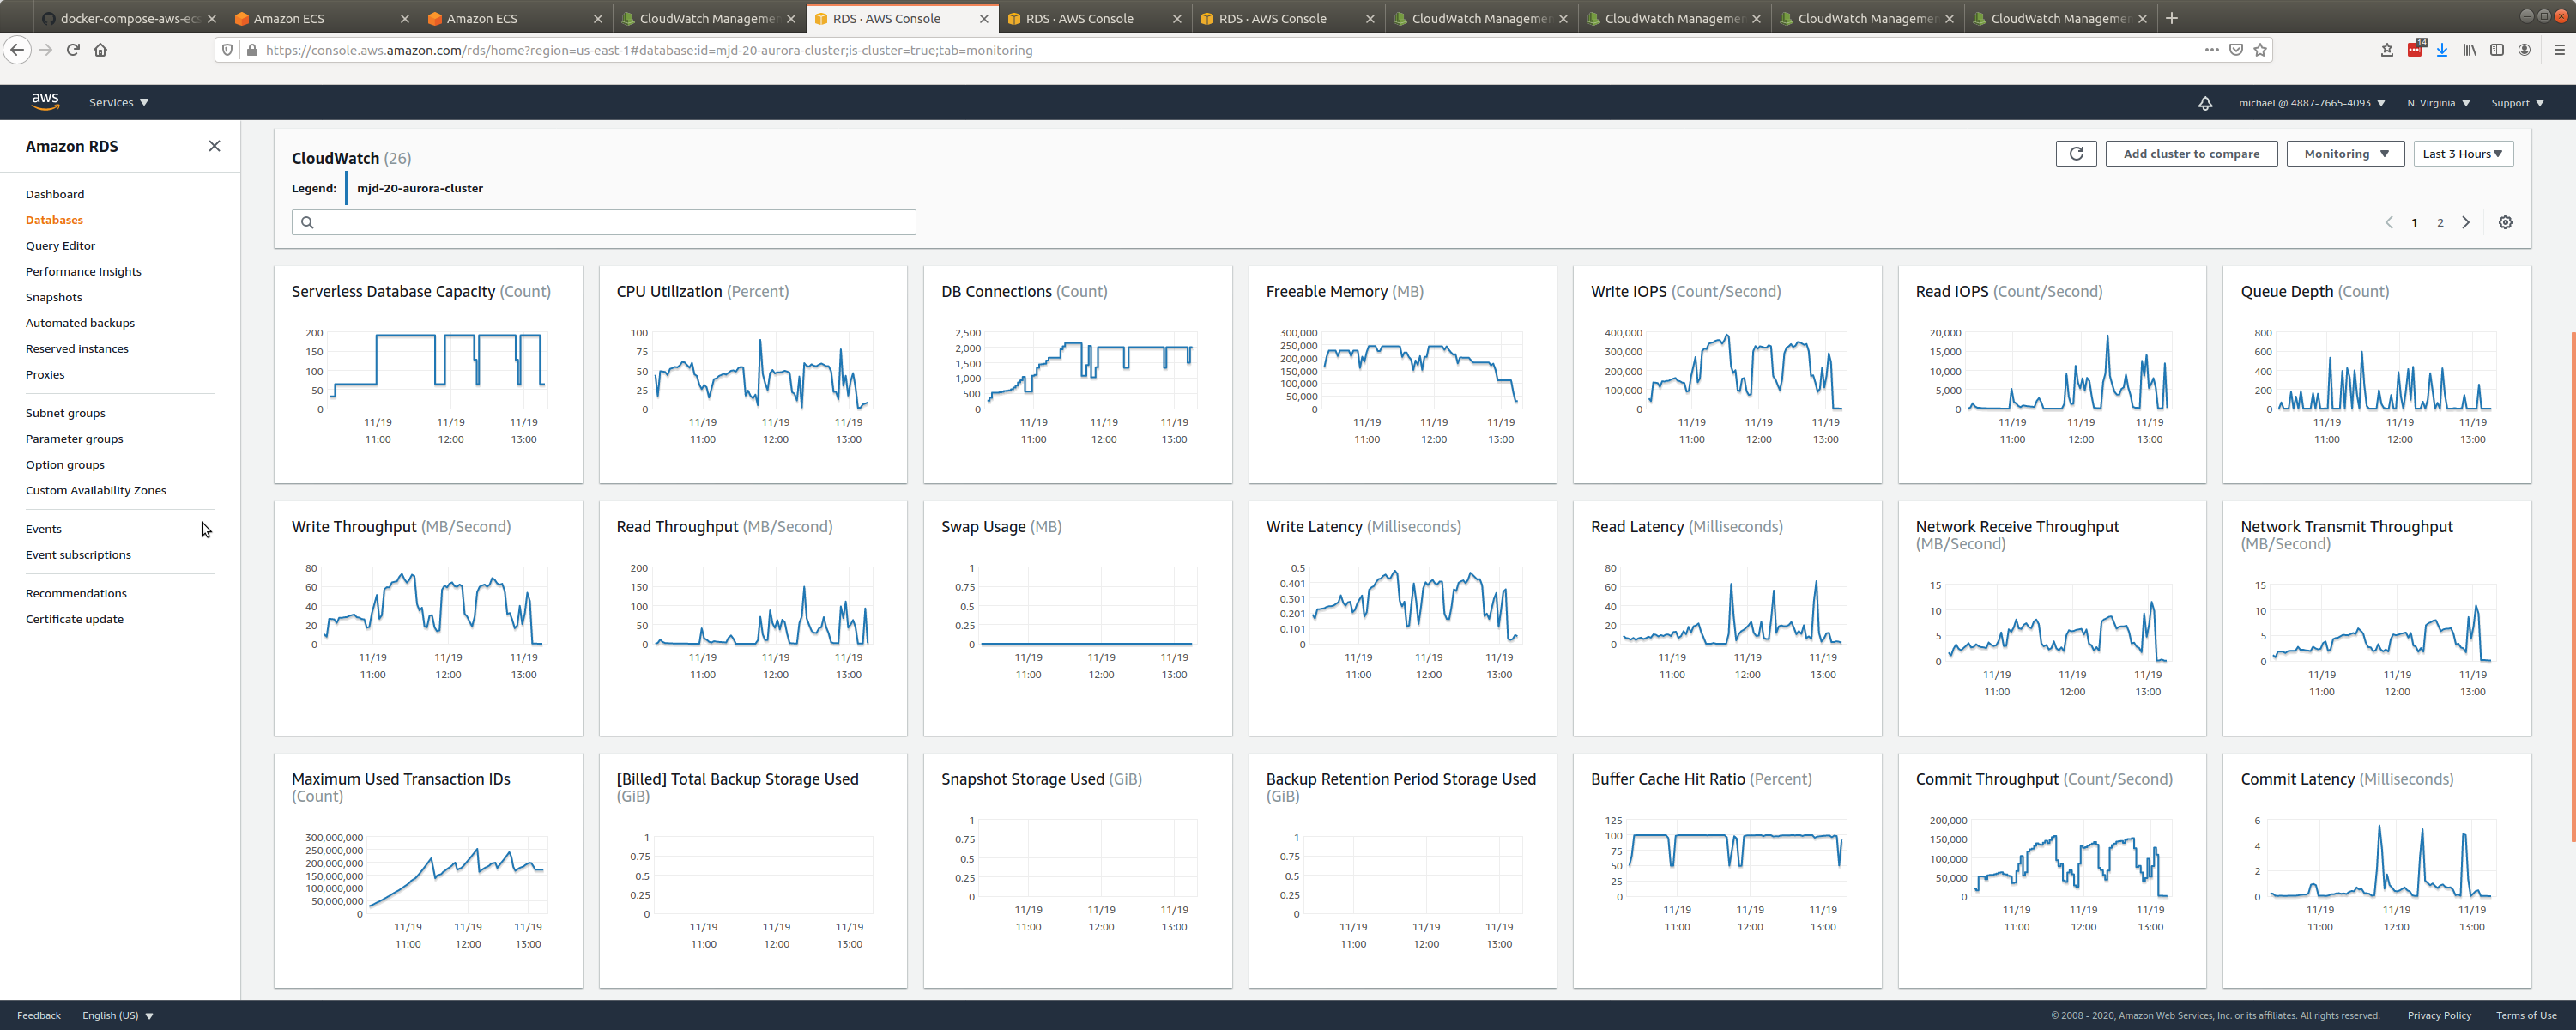 docker-compose-aws-ecs
Amazon ECS
Amazon ECS
CloudWatch Managemen
RDS · AWS Console
RDS · AWS Console
RDS · AWS Console
CloudWatch Managemen
CloudWatch Managemen
CloudWatch Managemen
CloudWatch Managemen
https://console.aws.amazon.com/rds/home?region=us-east-1#database:id=mjd-20-aurora-cluster;is-cluster=true;tab=monitoring
14
aws
Services
michael @ 4887-7665-4093
N. Virginia
Support
Amazon RDS
Dashboard
Databases
Query Editor
Performance Insights
Snapshots
Automated backups
Reserved instances
Proxies
Subnet groups
Parameter groups
Option groups
Custom Availability Zones
Events
Event subscriptions
Recommendations
Certificate update
CloudWatch (26)
Add cluster to compare
Monitoring
Last 3 Hours
Legend: mjd-20-aurora-cluster
1 2
Serverless Database Capacity (Count)
200
150
100
50
0
11/19 11/19 11/19
11:00 12:00 13:00
CPU Utilization (Percent)
100
75
50
25
0
11/19 11/19 11/19
11:00 12:00 13:00
DB Connections (Count)
2,500
2,000
1,500
1,000
500
0
11/19 11/19 11/19
11:00 12:00 13:00
Freeable Memory (MB)
300,000
250,000
200,000
150,000
100,000
50,000
0
11/19 11/19 11/19
11:00 12:00 13:00
Write IOPS (Count/Second)
400,000
300,000
200,000
100,000
0
11/19 11/19 11/19
11:00 12:00 13:00
Read IOPS (Count/Second)
20,000
15,000
10,000
5,000
0
11/19 11/19 11/19
11:00 12:00 13:00
Queue Depth (Count)
800
600
400
200
0
11/19 11/19 11/19
11:00 12:00 13:00
Write Throughput (MB/Second)
80
60
40
20
0
11/19 11/19 11/19
11:00 12:00 13:00
Read Throughput (MB/Second)
200
150
100
50
0
11/19 11/19 11/19
11:00 12:00 13:00
Swap Usage (MB)
1
0.75
0.5
0.25
0
11/19 11/19 11/19
11:00 12:00 13:00
Write Latency (Milliseconds)
0.5
0.401
0.301
0.201
0.101
0
11/19 11/19 11/19
11:00 12:00 13:00
Read Latency (Milliseconds)
80
60
40
20
0
11/19 11/19 11/19
11:00 12:00 13:00
Network Receive Throughput
(MB/Second)
15
10
5
0
11/19 11/19 11/19
11:00 12:00 13:00
Network Transmit Throughput
(MB/Second)
15
10
5
0
11/19 11/19 11/19
11:00 12:00 13:00
Maximum Used Transaction IDs
(Count)
300,000,000
250,000,000
200,000,000
150,000,000
100,000,000
50,000,000
0
11/19 11/19 11/19
11:00 12:00 13:00
[Billed] Total Backup Storage Used
(GiB)
1
0.75
0.5
0.25
0
11/19 11/19 11/19
11:00 12:00 13:00
Snapshot Storage Used (GiB)
1
0.75
0.5
0.25
0
11/19 11/19 11/19
11:00 12:00 13:00
Backup Retention Period Storage Used
(GiB)
1
0.75
0.5
0.25
0
11/19 11/19 11/19
11:00 12:00 13:00
Buffer Cache Hit Ratio (Percent)
125
100
75
50
25
0
11/19 11/19 11/19
11:00 12:00 13:00
Commit Throughput (Count/Second)
200,000
150,000
100,000
50,000
0
11/19 11/19 11/19
11:00 12:00 13:00
Commit Latency (Milliseconds)
6
4
2
0
11/19 11/19 11/19
11:00 12:00 13:00
Feedback
English (US)
© 2008 - 2020, Amazon Web Services, Inc. or its affiliates. All rights reserved.
Privacy Policy
Terms of Use